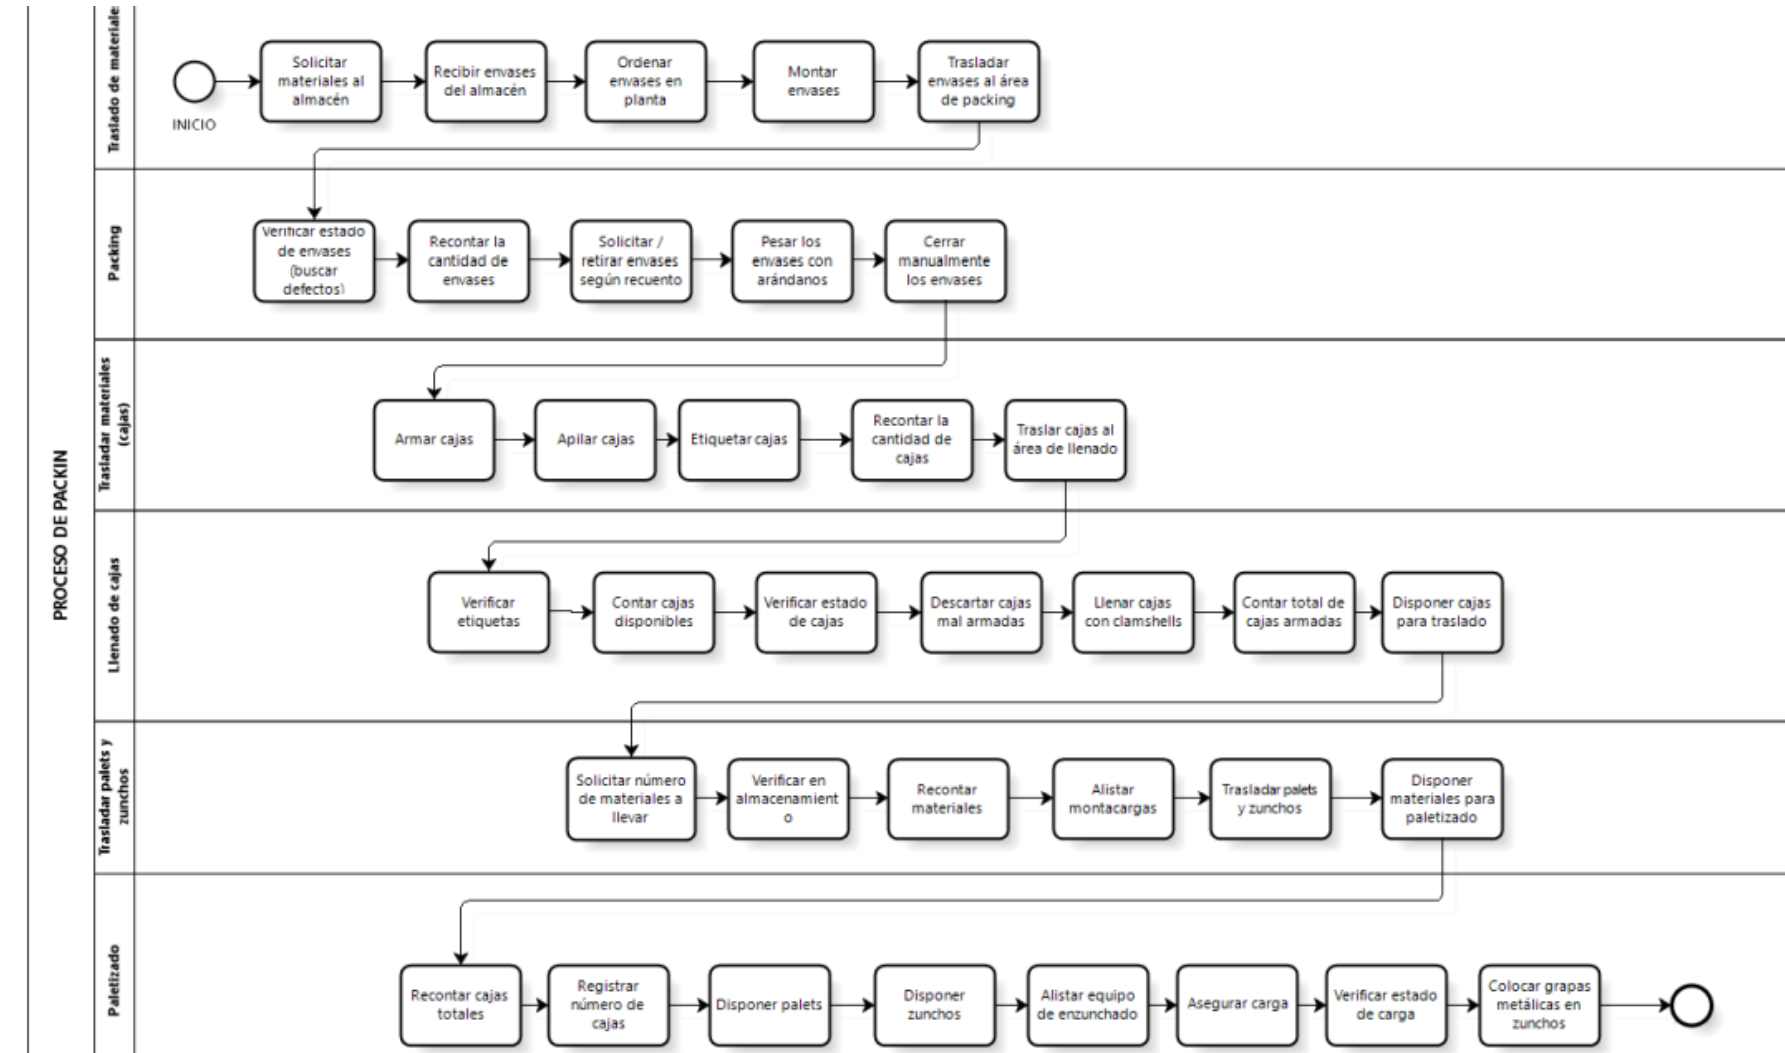 PROCESO DE PACKIN
Traslado de materiales
INICIO
Solicitar
materiales al
almacén
Recibir envases
del almacén
Ordenar
envases en
planta
Montar
envases
Trasladar
envases al área
de packing
Packing
Verificar estado
de envases
(buscar
defectos)
Recontar la
cantidad de
envases
Solicitar /
retirar envases
según recuento
Pesar los
envases con
arándanos
Cerrar
manualmente
los envases
Trasladar materiales
(cajas)
Armar cajas
Apilar cajas
Etiquetar cajas
Recontar la
cantidad de
cajas
Traslar cajas al
área de llenado
Llenado de cajas
Verificar
etiquetas
Contar cajas
disponibles
Verificar estado
de cajas
Descartar cajas
mal armadas
Llenar cajas
con clamshells
Contar total de
cajas armadas
Disponer cajas
para traslado
Trasladar palets y
zunchos
Solicitar número
de materiales a
llevar
Verificar en
almacenamient
o
Recontar
materiales
Alistar
montacargas
Trasladar palets
y zunchos
Disponer
materiales para
paletizado
Paletizado
Recontar cajas
totales
Registrar
número de
cajas
Disponer palets
Disponer
zunchos
Alistar equipo
de enzunchado
Asegurar carga
Verificar estado
de carga
Colocar grapas
metálicas en
zunchos